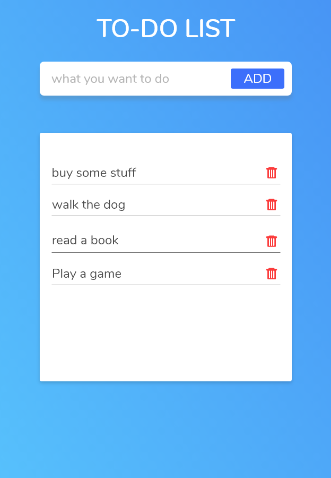 TO-DO LIST
what you want to do
ADD
buy some stuff
walk the dog
read a book
Play a game